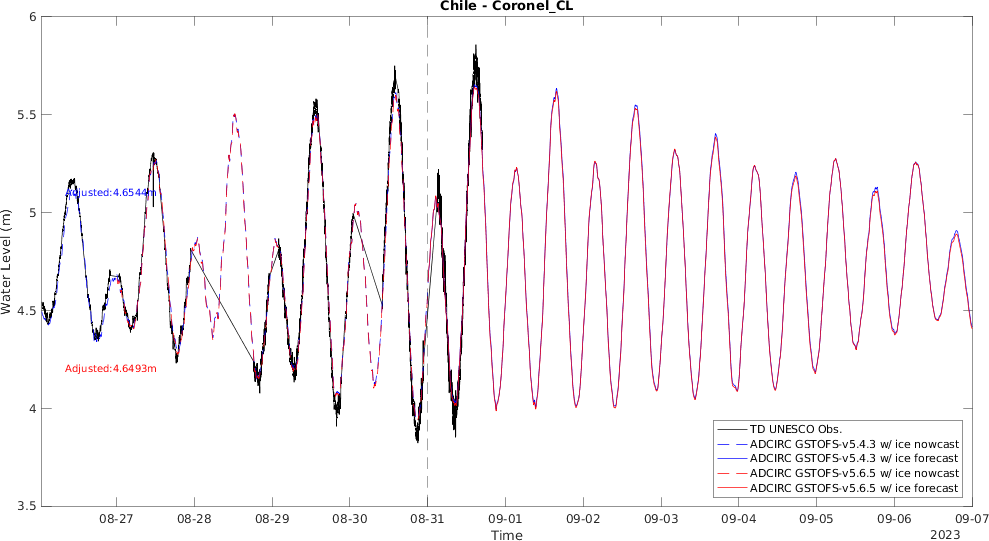 Chile - Coronel_CL
6
5.5
5
4.5
4
3.5
Water Level (m)
Adjusted:4.6544m
Adjusted:4.6493m
TD UNESCO Obs.
ADCIRC GSTOFS-v5.4.3 w/ ice nowcast
ADCIRC GSTOFS-v5.4.3 w/ ice forecast
ADCIRC GSTOFS-v5.6.5 w/ ice nowcast
ADCIRC GSTOFS-v5.6.5 w/ ice forecast
08-27 08-28 08-29 08-30 08-31 09-01 09-02 09-03 09-04 09-05 09-06 09-07
Time
2023